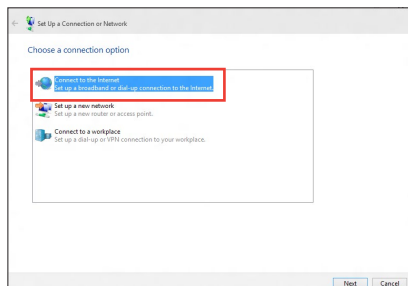 Set Up a Connection or Network
Choose a connection option
Connect to the Internet
Set up a broadband or dial-up connection to the Internet.
Set up a new network
Set up a new router or access point.
Connect to a workplace
Set up a dial-up or VPN connection to your workplace.
Next Cancel